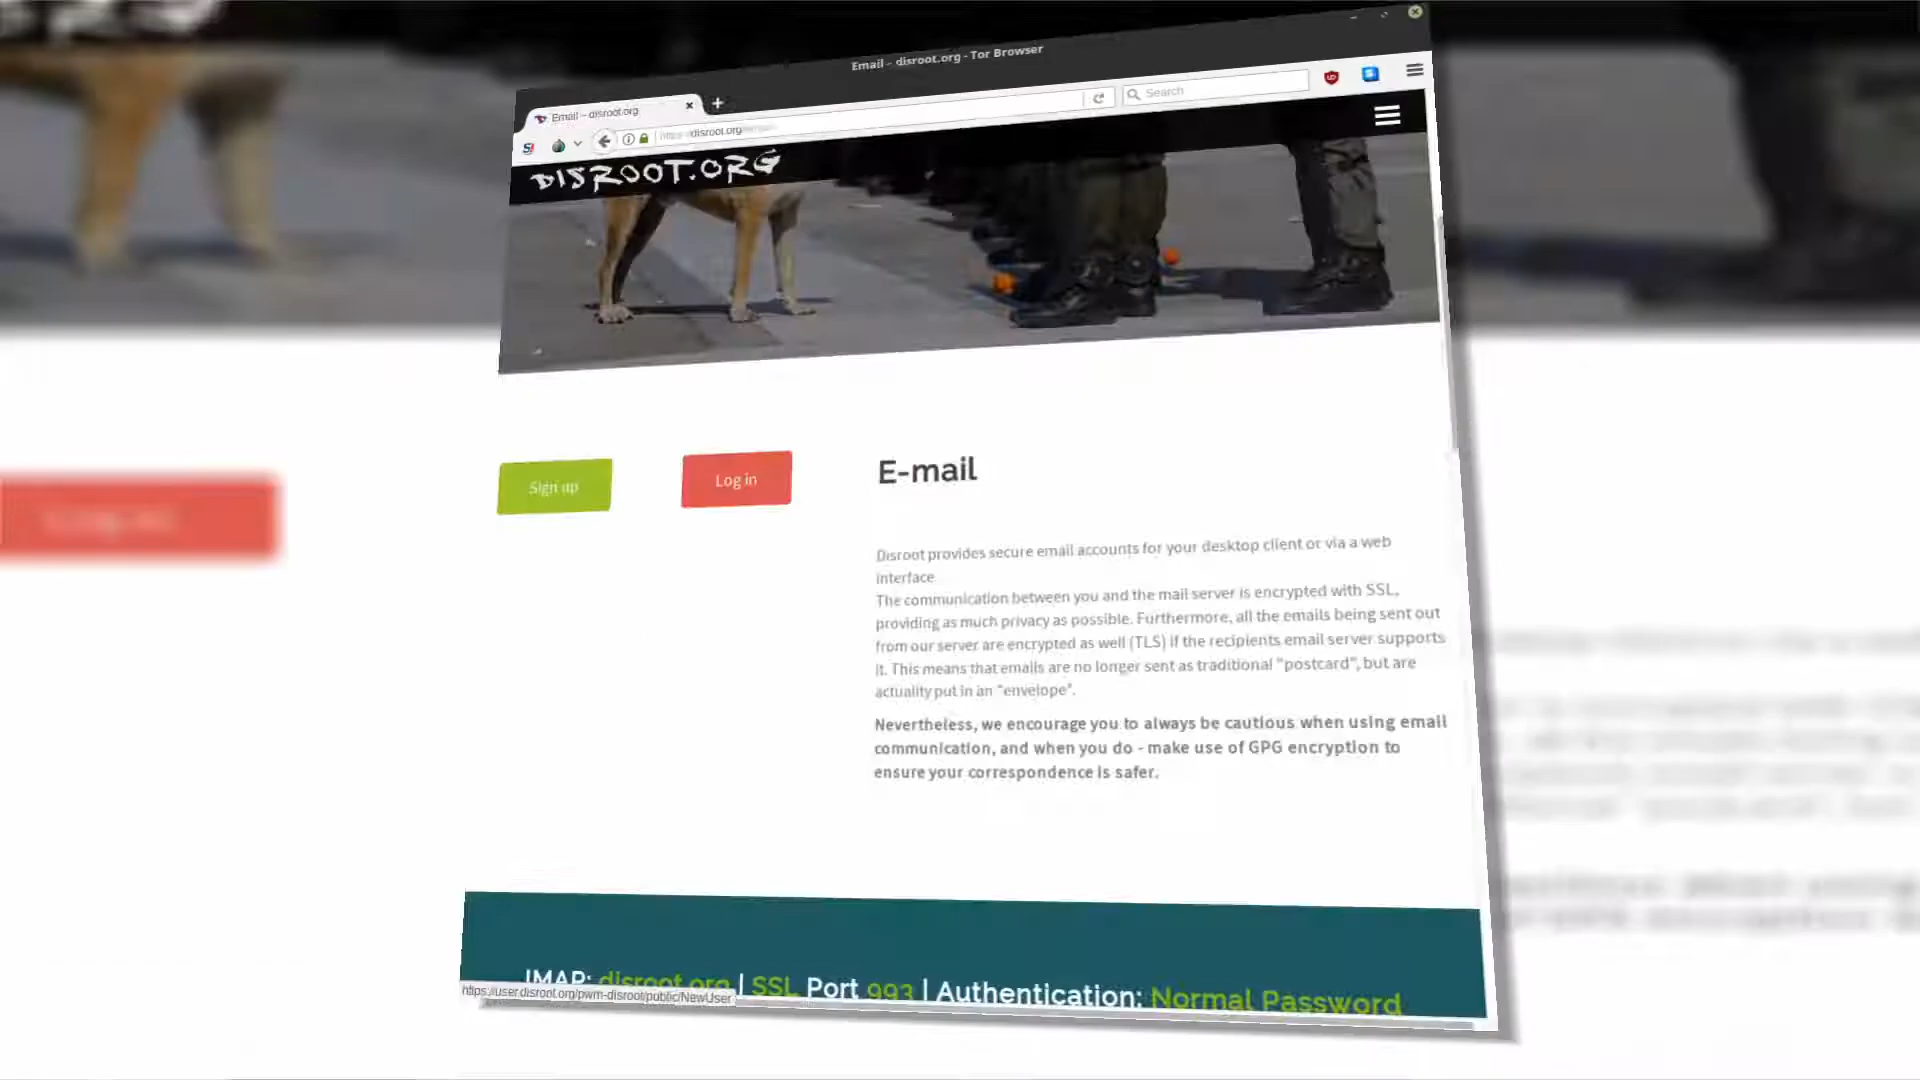 Email - disroot.org - Tor Browser
Email - disroot.org
https://disroot.org
Search
DISROOT.ORG
Sign up
Log in
E-mail
Disroot provides secure email accounts for your desktop client or via a web
interface
The communication between you and the mail server is encrypted with SSL,
providing as much privacy as possible. Furthermore, all the emails being sent out
from our server are encrypted as well (TLS) if the recipients email server supports
it. This means that emails are no longer sent as traditional "postcard", but are
actuality put in an "envelope".
Nevertheless, we encourage you to always be cautious when using email
communication, and when you do - make use of GPG encryption to
ensure your correspondence is safer.
IMAP: disroot.org | SSL Port 993 | Authentication: Normal Password
https://user.disroot.org/pwm-disroot/public/NewUser